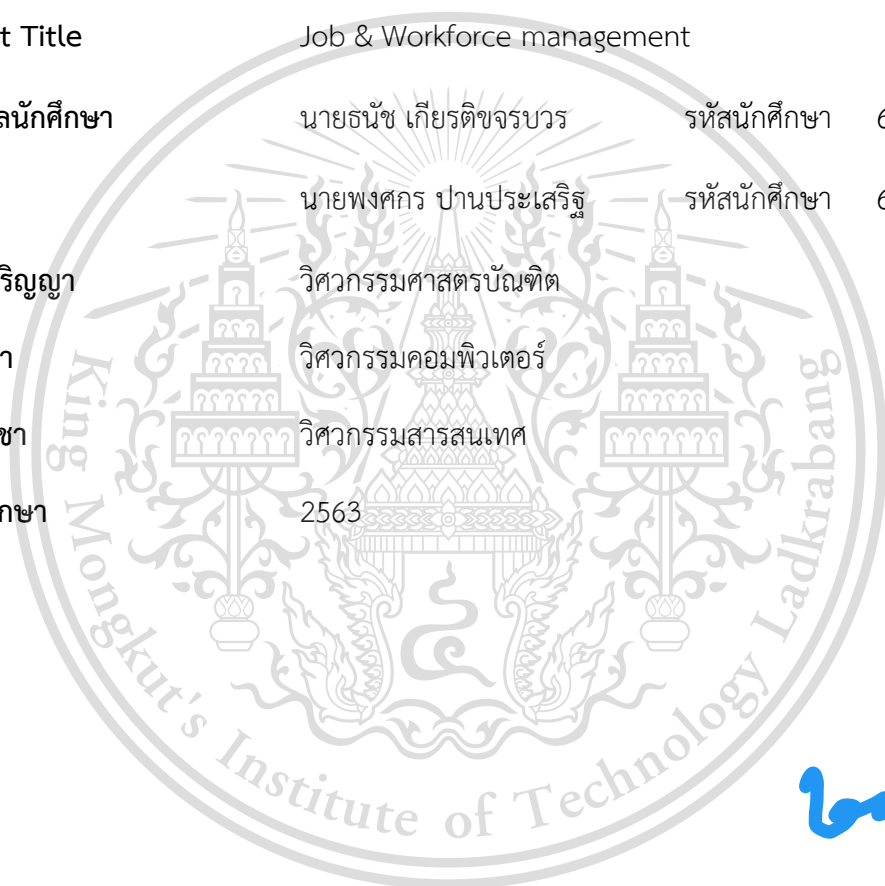 t Title Job & Workforce management
ลนักศึกษา นายธนัช เกียรติขจรบวร รหัสนักศึกษา 6
นายพงศกร ปานประเสริฐ รหัสนักศึกษา 6
ริญญา วิศวกรรมศาสตรบัณฑิต
า วิศวกรรมคอมพิวเตอร์
ชา วิศวกรรมสารสนเทศ
กษา 2563
King Mongkut's Institute of Technology Ladkrabang